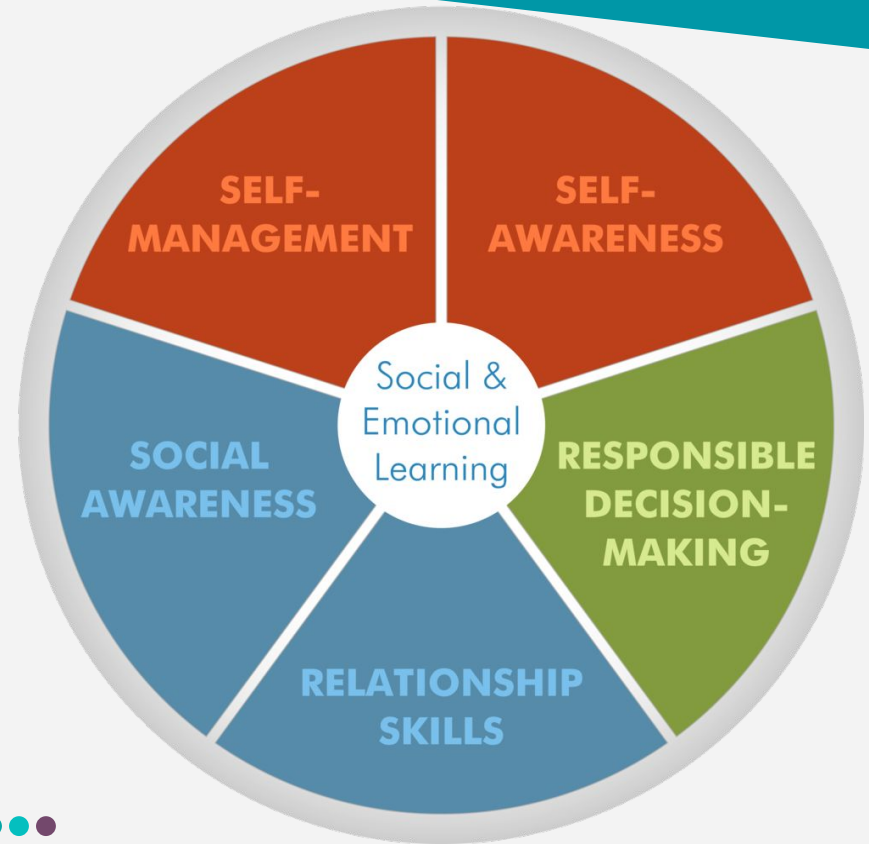 SELF-
MANAGEMENT
SELF-
AWARENESS
Social &
Emotional
Learning
SOCIAL
AWARENESS
RESPONSIBLE
DECISION-
MAKING
RELATIONSHIP
SKILLS